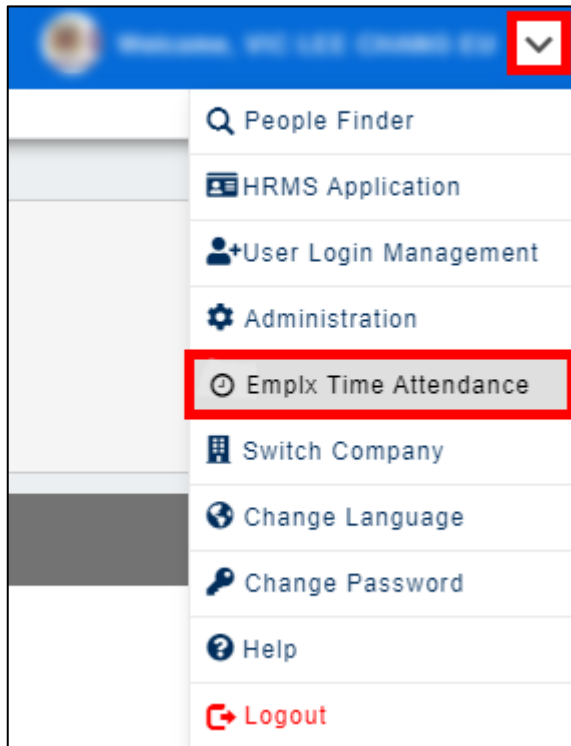 People Finder
HRMS Application
User Login Management
Administration
Emplx Time Attendance
Switch Company
Change Language
Change Password
Help
Logout